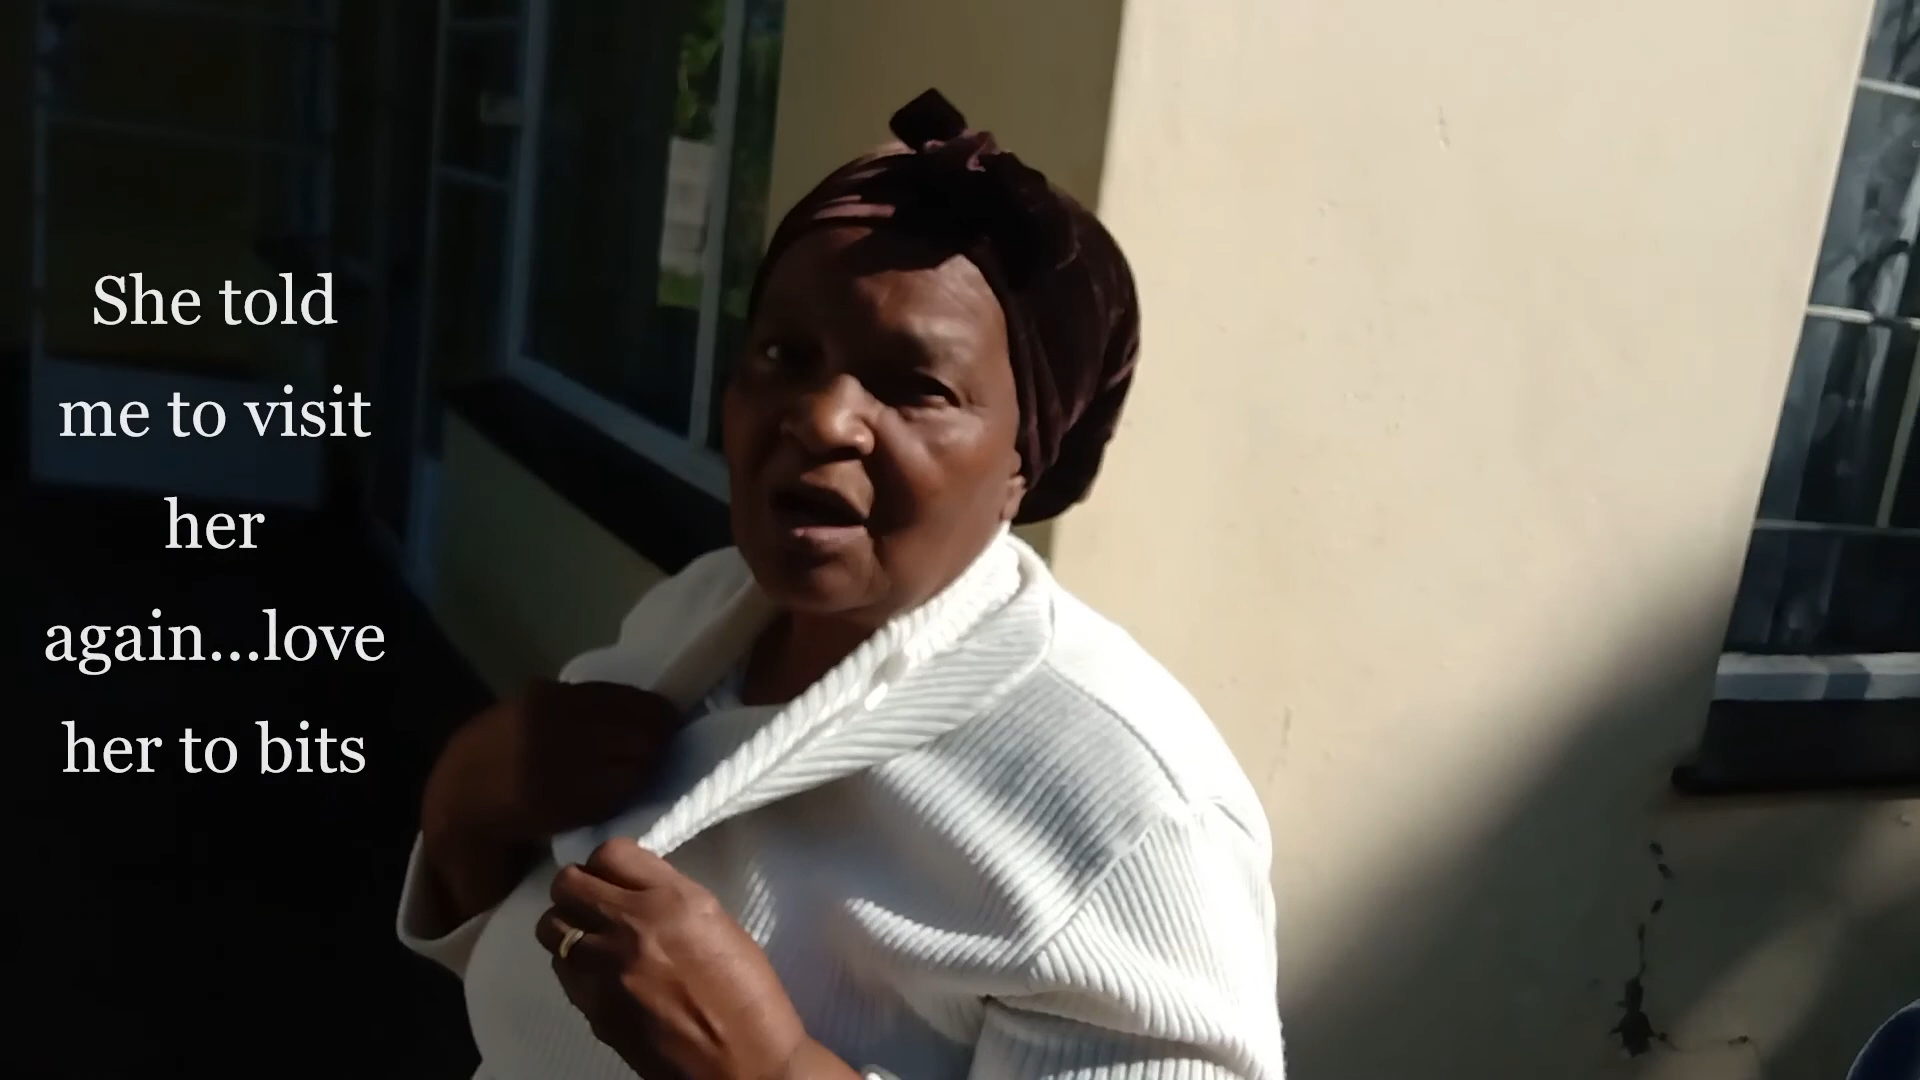 She told
me to visit
her
again...love
her to bits